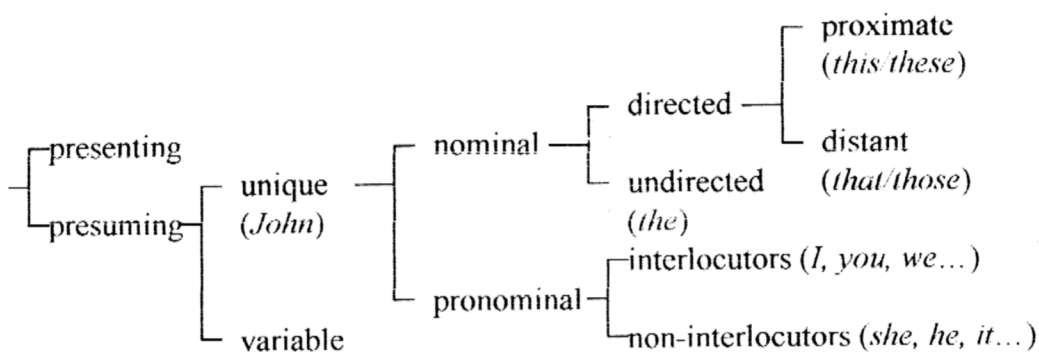 proximate
(this/these)
directed
presenting
nominal
distant
(that/those)
unique
(John)
undirected
(the)
presuming
interlocutors (I, you, we...)
pronominal
variable
non-interlocutors (she, he, it...)